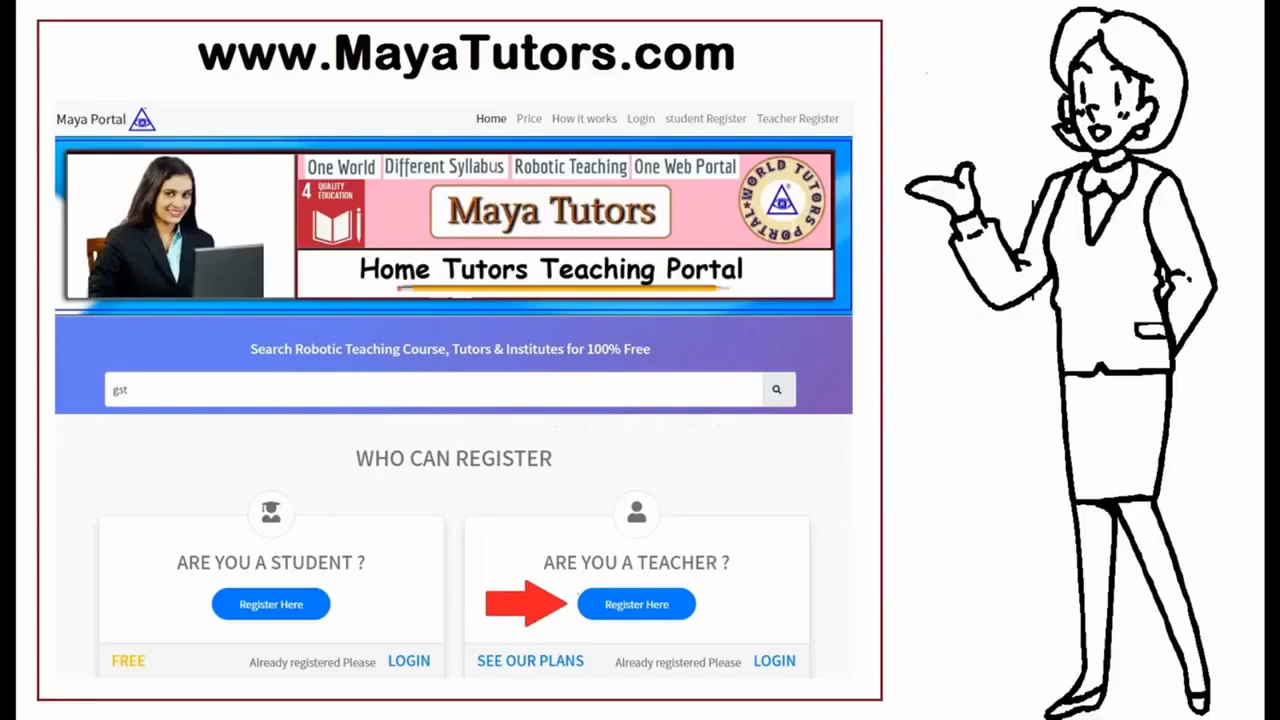 www.MayaTutors.com
Maya Portal
Home Price How it works Login student Register Teacher Register
One World Different Syllabus Robotic Teaching One Web Portal
4 QUALITY
EDUCATION
Maya Tutors
WORLD TUTORS PORTAL
Home Tutors Teaching Portal
Search Robotic Teaching Course, Tutors & Institutes for 100% Free
gst
WHO CAN REGISTER
ARE YOU A STUDENT ?
Register Here
FREE Already registered Please LOGIN
ARE YOU A TEACHER ?
Register Here
SEE OUR PLANS Already registered Please LOGIN